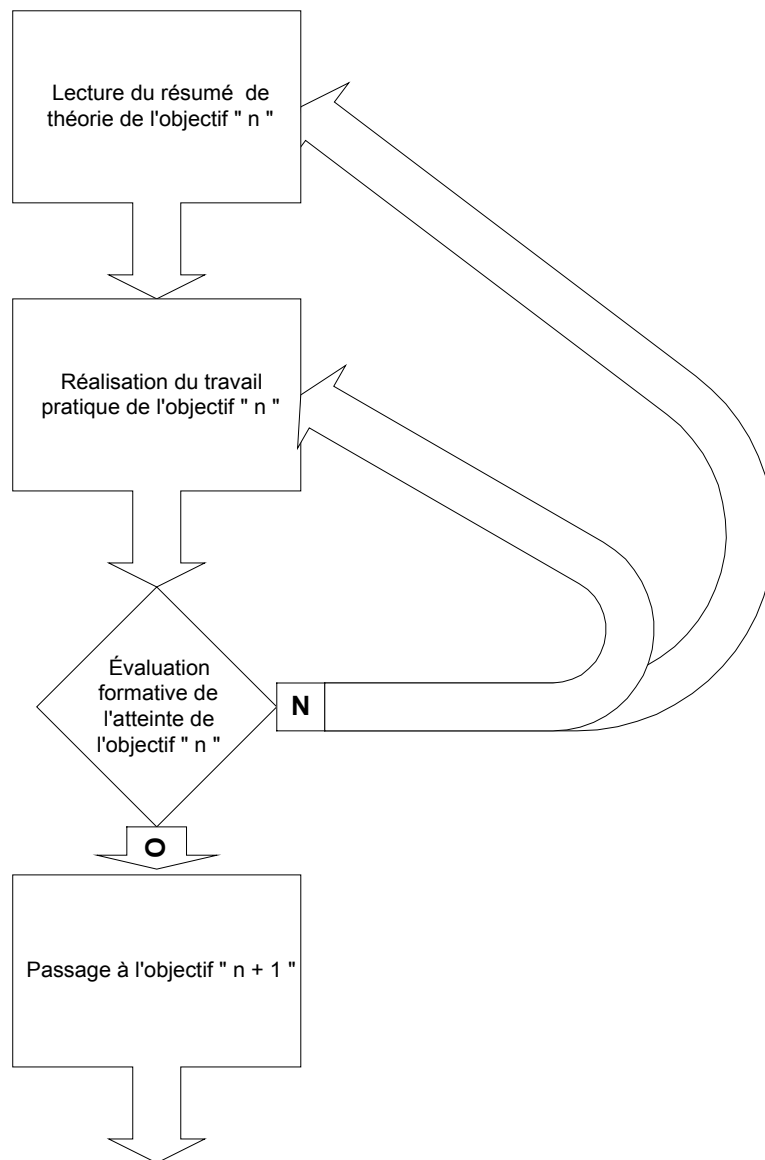 Lecture du résumé de
théorie de l'objectif " n "
Réalisation du travail
pratique de l'objectif " n "
Évaluation
formative de
l'atteinte de
l'objectif " n "
N
O
Passage à l'objectif " n + 1 "